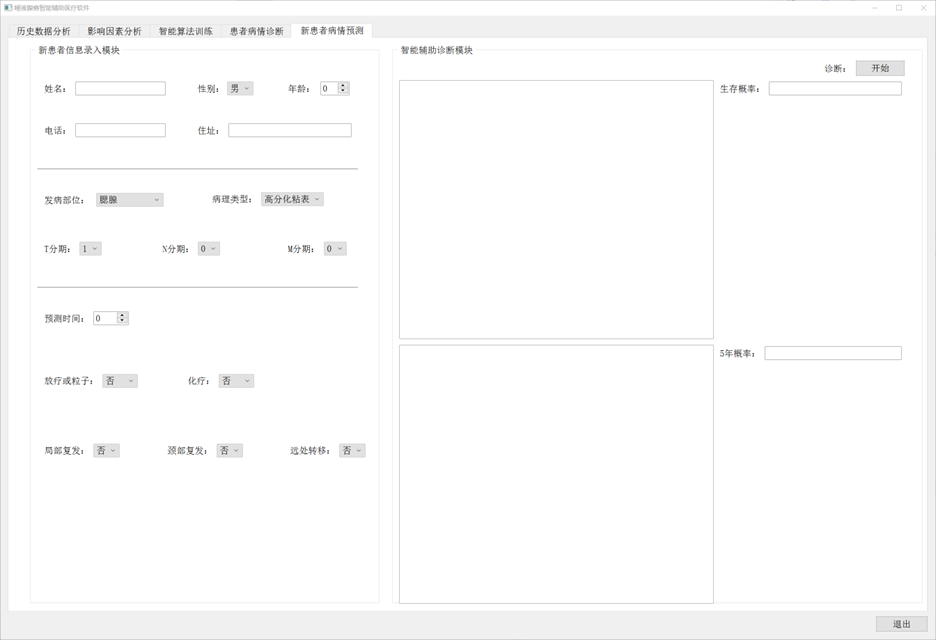 唾液腺癌智能辅助医疗软件
历史数据分析 影响因素分析 智能算法训练 患者病情诊断 新患者病情预测
新患者信息录入模块
姓名: 性别: 男 年龄: 0
电话: 住址:
发病部位: 腮腺 病理类型: 高分化粘表
T分期: 1 N分期: 0 M分期: 0
预测时间: 0
放疗或粒子: 否 化疗: 否
局部复发: 否 颈部复发: 否 远处转移: 否
智能辅助诊断模块
诊断: 开始
生存概率:
5年概率:
退出